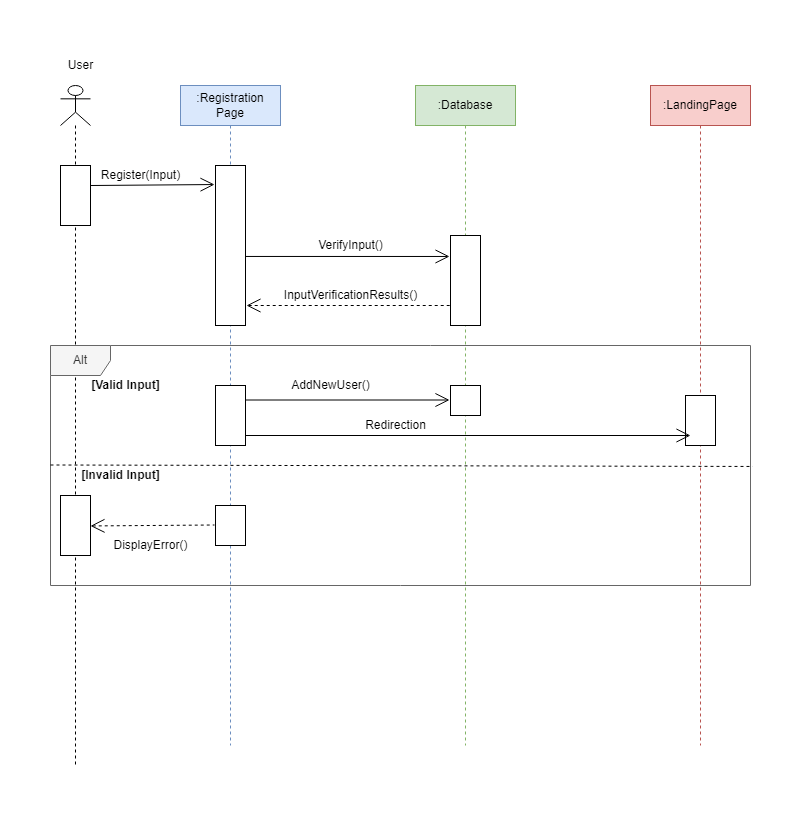 User
:Registration
Page
:Database
:LandingPage
Register(Input)
VerifyInput()
InputVerificationResults()
Alt
[Valid Input]
AddNewUser()
Redirection
[Invalid Input]
DisplayError()